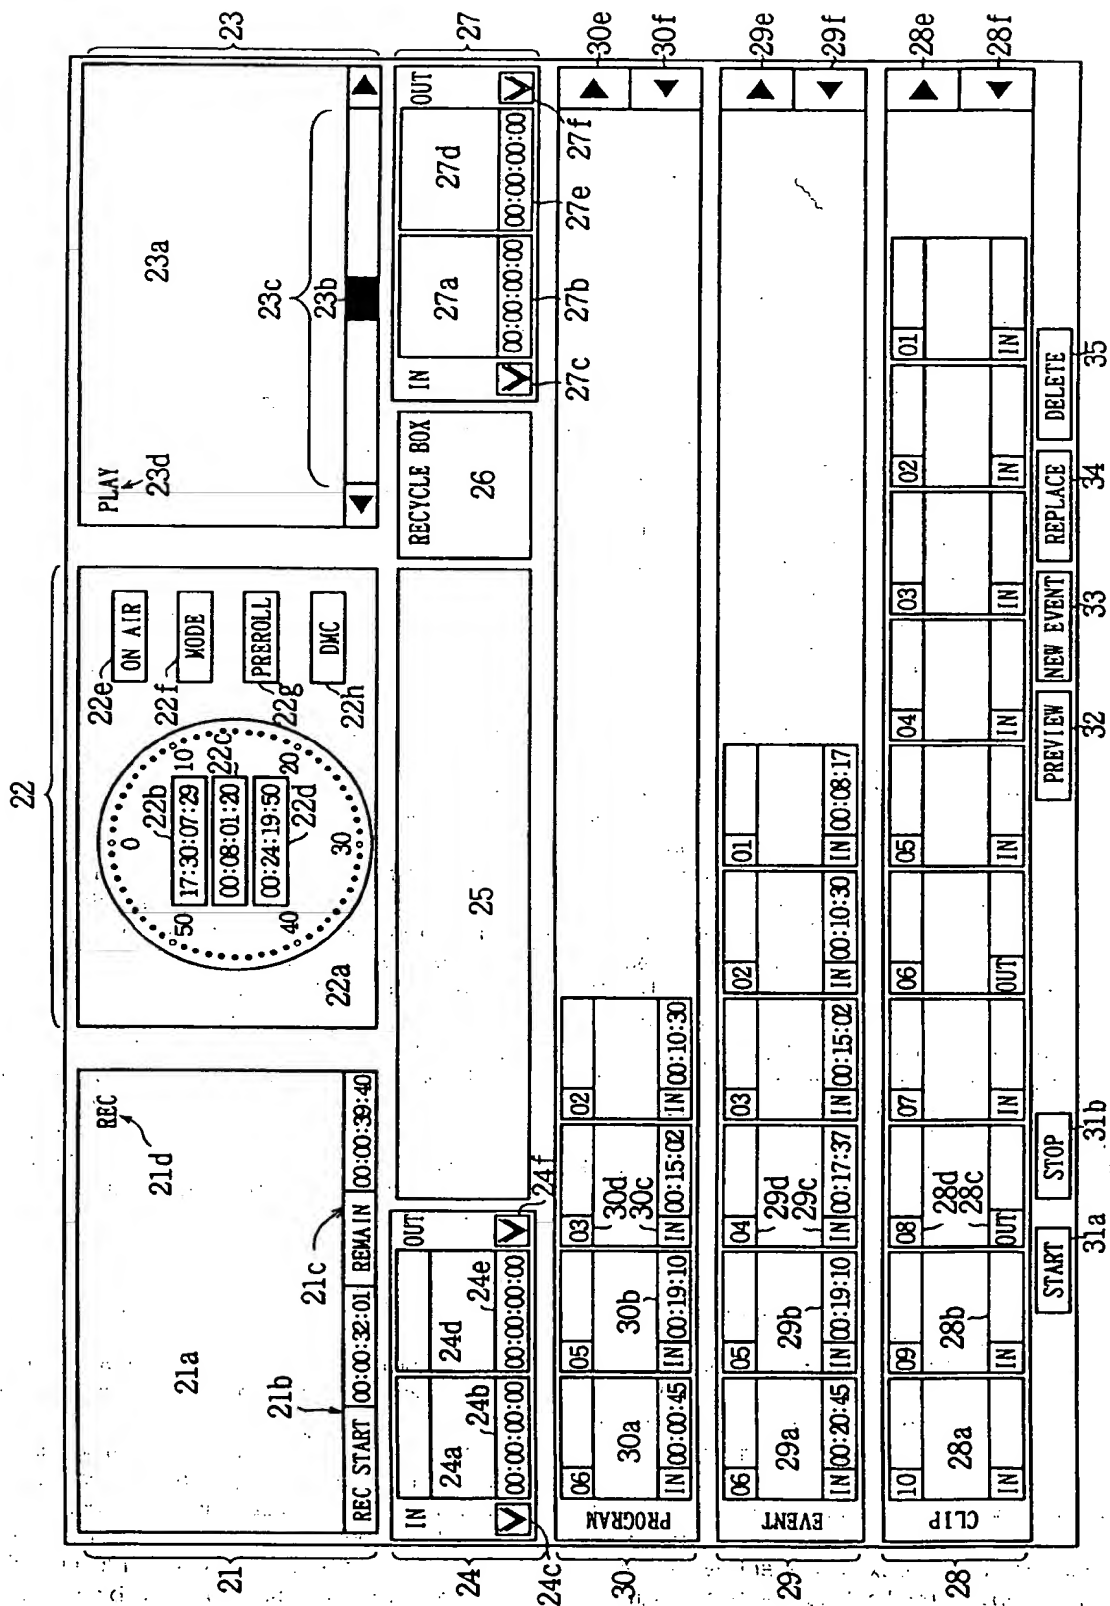 22
21d
REC
21a
21c
21b
REC START 00:00:32:01 REMAIN 00:00:39:40
21
22e
ON AIR
22f
MODE
22g
PREROLL
22h
DMC
0
10
20
30
40
50
22b
17:30:07:29
22c
00:08:01:20
22d
00:24:19:50
22a
PLAY
23d
23a
23c
23b
23
IN
24a
24b
00:00:00:00
24c
24d
24e
00:00:00:00
OUT
24f
24
25
RECYCLE BOX
26
IN
27a
00:00:00:00
27b
27c
27d
00:00:00:00
27e
OUT
27f
27
PROGRAM
06
30a
IN 00:00:45
05
30b
IN 00:19:10
03
30d
30c
IN 00:15:02
02
IN 00:10:30
30e
30f
30
EVENT
06
29a
IN 00:20:45
05
29b
IN 00:19:10
04
29d
29c
IN 00:17:37
03
IN 00:15:02
02
IN 00:10:30
01
IN 00:08:17
29e
29f
29
CLIP
10
28a
IN
09
28b
IN
08
28d
28c
OUT
07
IN
06
OUT
05
IN
04
IN
03
IN
02
IN
01
IN
28e
28f
28
START
STOP
PREVIEW
NEW EVENT
REPLACE
DELETE
31a
31b
32
33
34
35